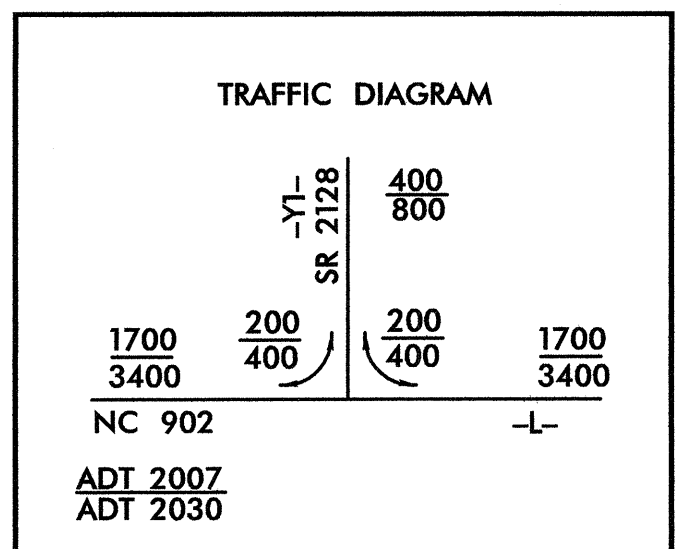 TRAFFIC DIAGRAM
–Y1–
SR 2128
400
800
200
400
200
400
1700
3400
1700
3400
NC 902
–L–
ADT 2007
ADT 2030